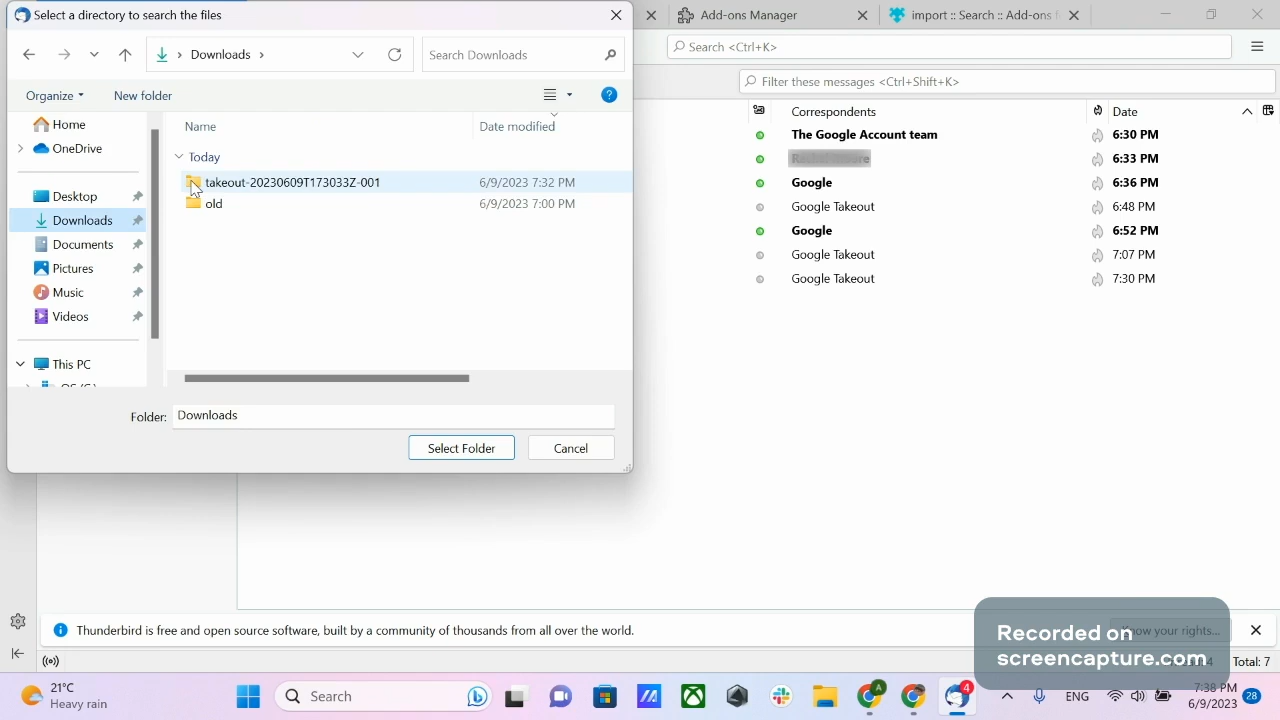 Select a directory to search the files
Add-ons Manager
import :: Search :: Add-ons f
Downloads
Search Downloads
Search <Ctrl+K>
Organize
New folder
?
Filter these messages <Ctrl+Shift+K>
Home
OneDrive
Desktop
Downloads
Documents
Pictures
Music
Videos
This PC
Name
Date modified
Today
takeout-20230609T173033Z-001
6/9/2023 7:32 PM
old
6/9/2023 7:00 PM
Folder:
Downloads
Select Folder
Cancel
Correspondents
Date
The Google Account team
6:30 PM
6:33 PM
Google
6:36 PM
Google Takeout
6:48 PM
Google
6:52 PM
Google Takeout
7:07 PM
Google Takeout
7:30 PM
Thunderbird is free and open source software, built by a community of thousands from all over the world.
Know your rights...
Recorded on
screencapture.com
Total: 7
21°C
Heavy rain
Search
A
4
ENG
7:38 PM
6/9/2023
28